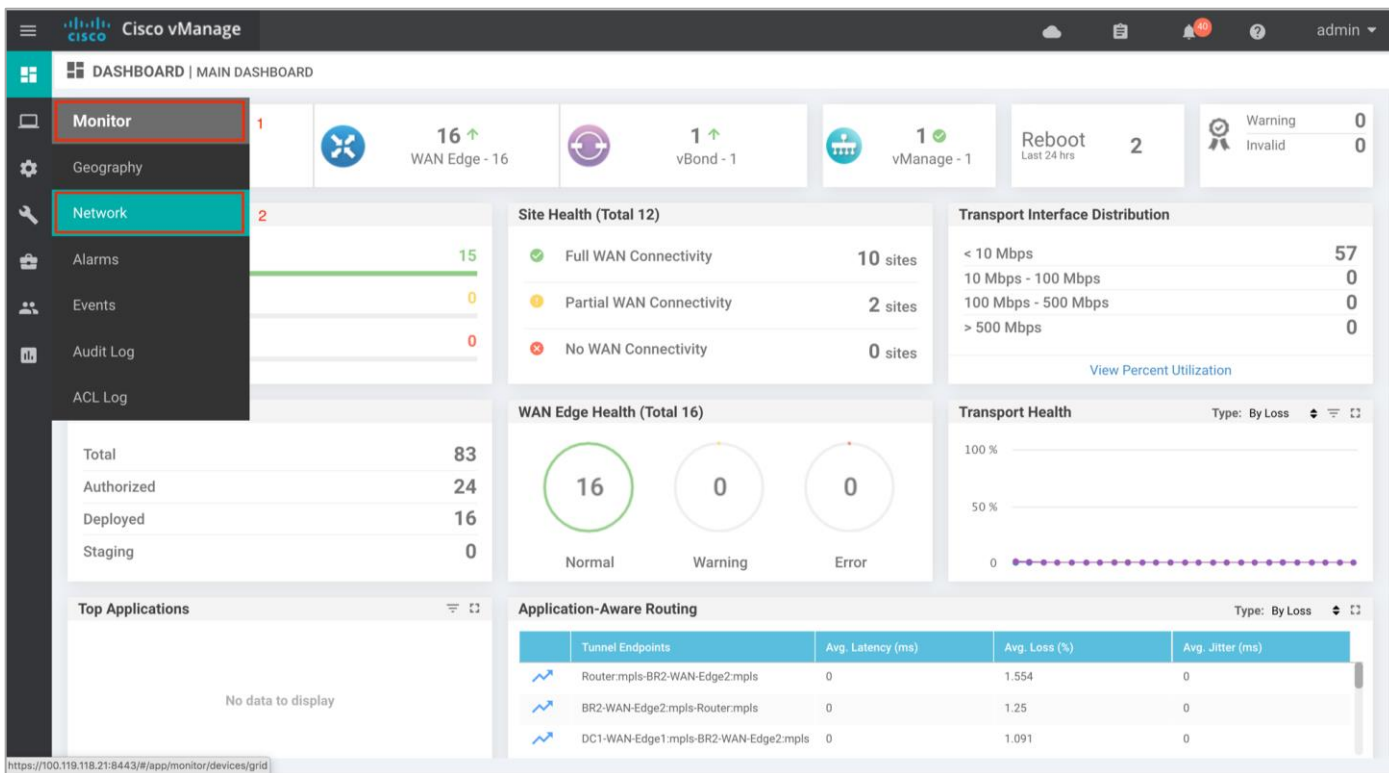 cisco Cisco vManage 40 admin
DASHBOARD | MAIN DASHBOARD
Monitor 1
Geography
Network 2
Alarms
Events
Audit Log
ACL Log
16
WAN Edge - 16
1
vBond - 1
1
vManage - 1
Reboot
Last 24 hrs
2
Warning 0
Invalid 0
15
0
0
Site Health (Total 12)
Full WAN Connectivity 10 sites
Partial WAN Connectivity 2 sites
No WAN Connectivity 0 sites
Transport Interface Distribution
< 10 Mbps 57
10 Mbps - 100 Mbps 0
100 Mbps - 500 Mbps 0
> 500 Mbps 0
View Percent Utilization
Total 83
Authorized 24
Deployed 16
Staging 0
WAN Edge Health (Total 16)
16 0 0
Normal Warning Error
Transport Health Type: By Loss
100 %
50 %
0
Top Applications
No data to display
Application-Aware Routing Type: By Loss
Tunnel Endpoints Avg. Latency (ms) Avg. Loss (%) Avg. Jitter (ms)
Router:mpls-BR2-WAN-Edge2:mpls 0 1.554 0
BR2-WAN-Edge2:mpls-Router:mpls 0 1.25 0
DC1-WAN-Edge1:mpls-BR2-WAN-Edge2:mpls 0 1.091 0
https://100.119.118.21:8443/#/app/monitor/devices/grid